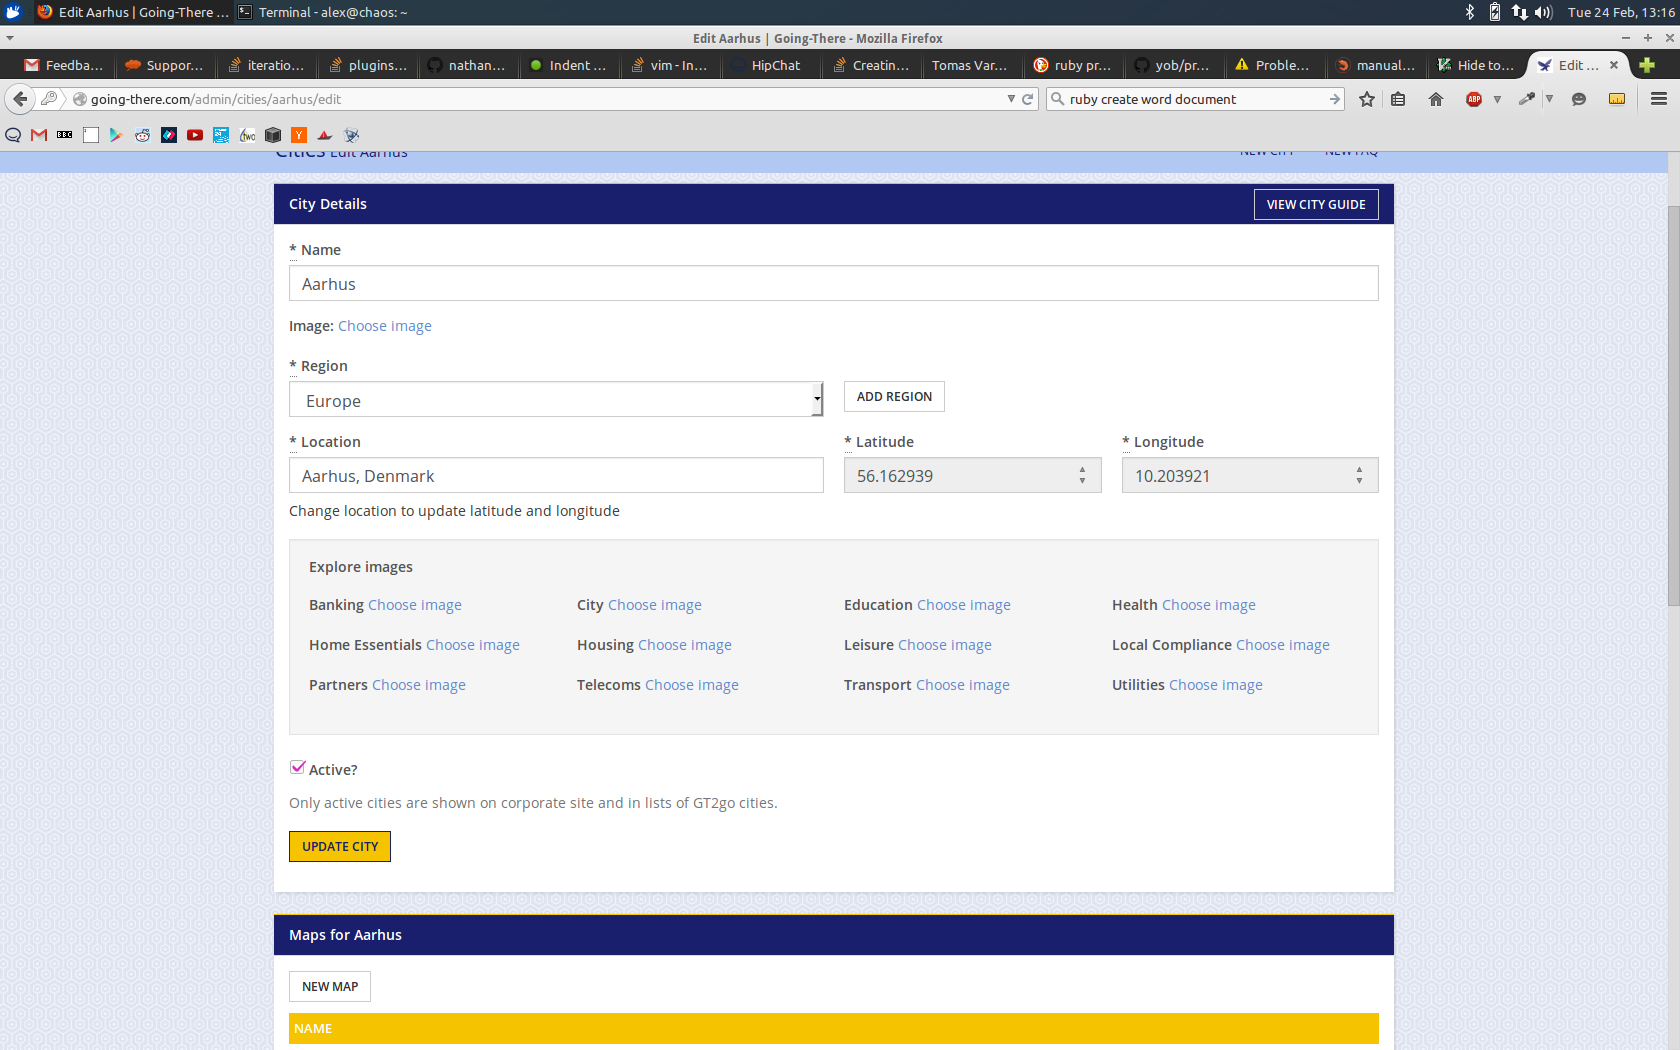 Edit Aarhus | Going-There ...
Terminal - alex@chaos: ~
Tue 24 Feb, 13:16
Edit Aarhus | Going-There - Mozilla Firefox
Feedba...
Suppor...
iteratio...
plugins...
nathan...
Indent ...
vim - In...
HipChat
Creatin...
Tomas Var...
ruby pr...
yob/pr...
Proble...
manual...
Hide to...
Edit ...
going-there.com/admin/cities/aarhus/edit
ruby create word document
ABP
BBC
two
Y
Cities Edit Aarhus
NEW CITY
NEW FAQ
City Details
VIEW CITY GUIDE
* Name
Aarhus
Image: Choose image
* Region
Europe
ADD REGION
* Location
* Latitude
* Longitude
Aarhus, Denmark
56.162939
10.203921
Change location to update latitude and longitude
Explore images
Banking Choose image
City Choose image
Education Choose image
Health Choose image
Home Essentials Choose image
Housing Choose image
Leisure Choose image
Local Compliance Choose image
Partners Choose image
Telecoms Choose image
Transport Choose image
Utilities Choose image
Active?
Only active cities are shown on corporate site and in lists of GT2go cities.
UPDATE CITY
Maps for Aarhus
NEW MAP
NAME